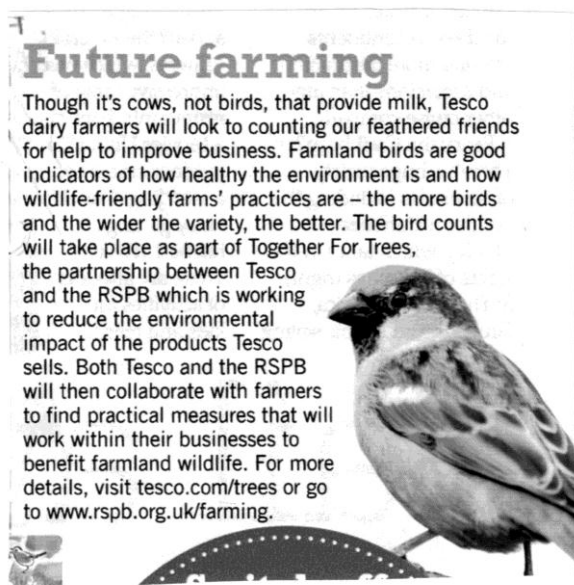 Future farming
Though it's cows, not birds, that provide milk, Tesco
dairy farmers will look to counting our feathered friends
for help to improve business. Farmland birds are good
indicators of how healthy the environment is and how
wildlife-friendly farms' practices are – the more birds
and the wider the variety, the better. The bird counts
will take place as part of Together For Trees,
the partnership between Tesco
and the RSPB which is working
to reduce the environmental
impact of the products Tesco
sells. Both Tesco and the RSPB
will then collaborate with farmers
to find practical measures that will
work within their businesses to
benefit farmland wildlife. For more
details, visit tesco.com/trees or go
to www.rspb.org.uk/farming.